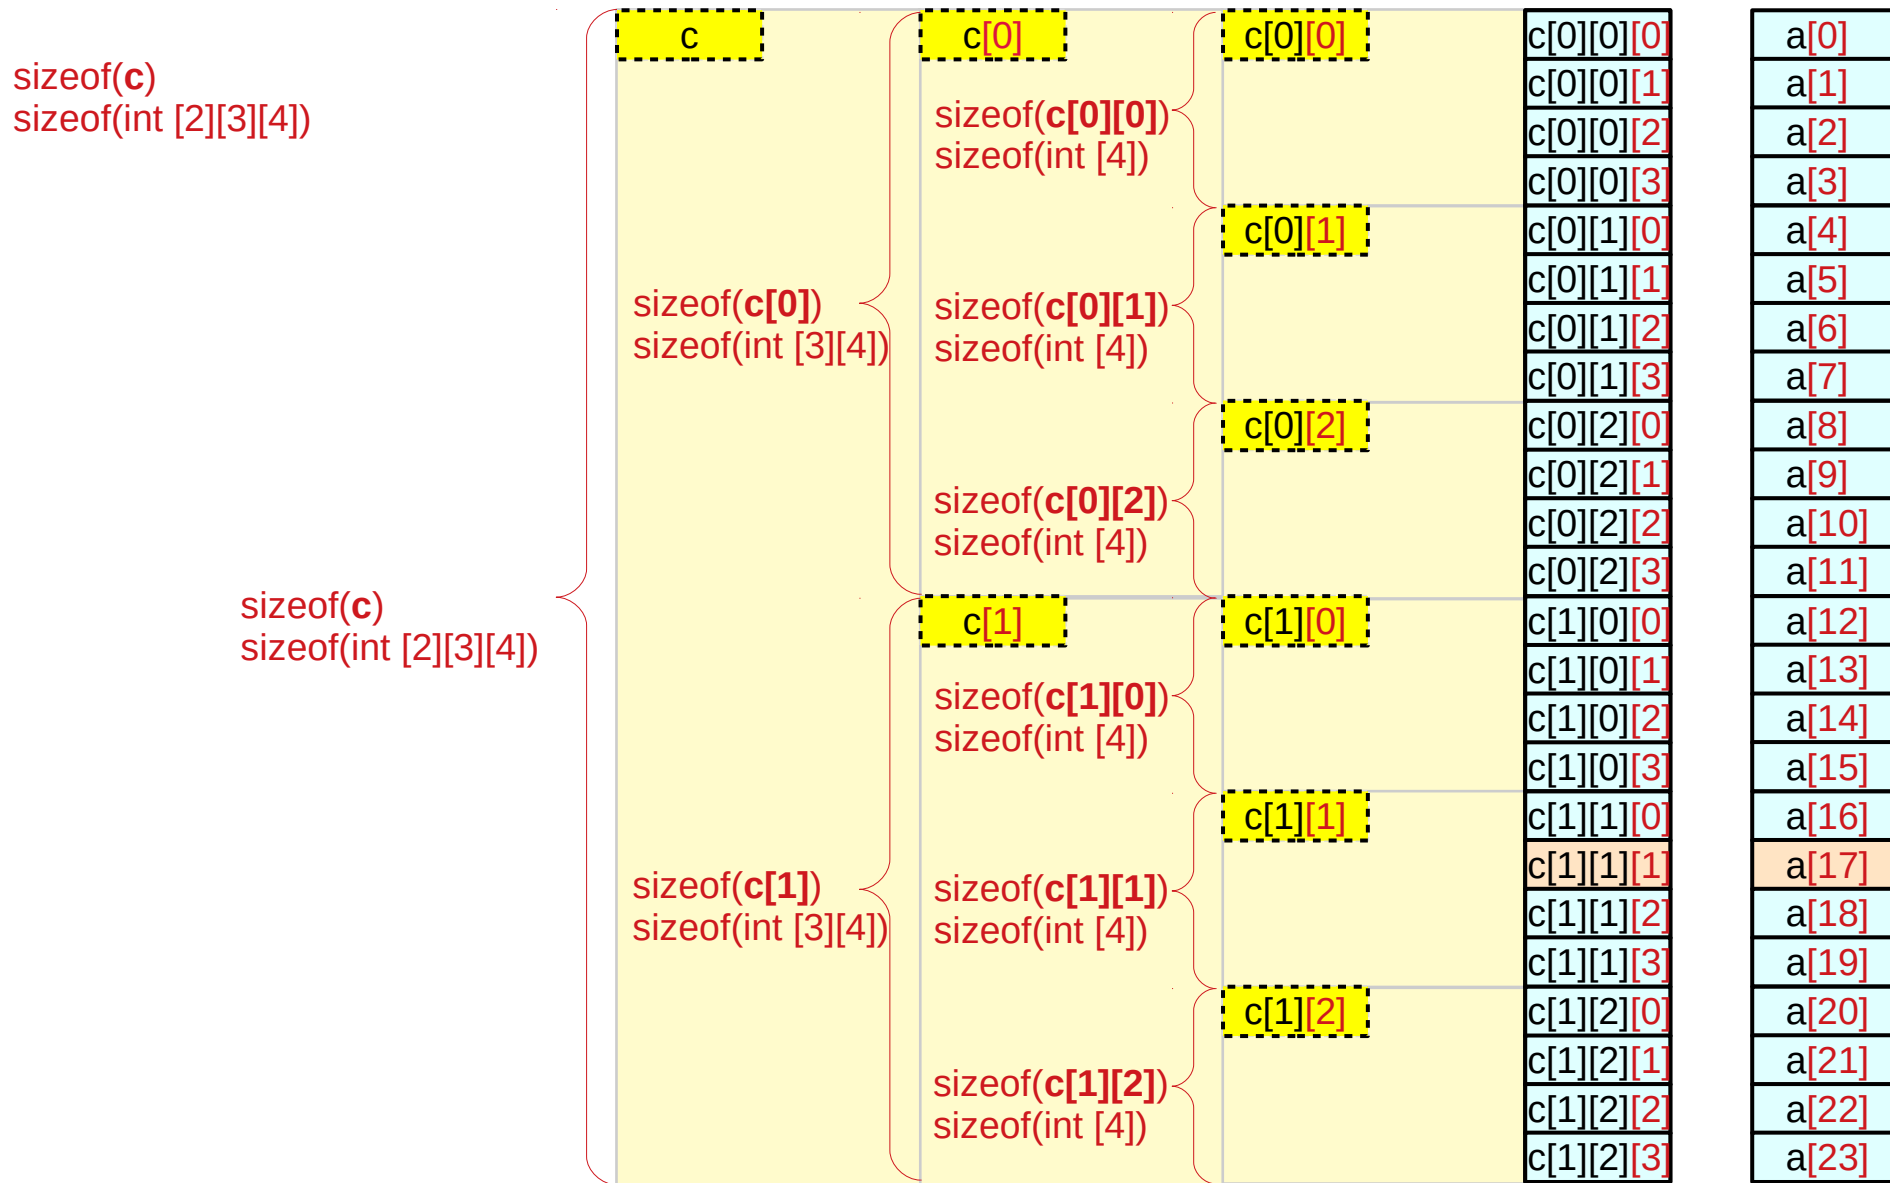 sizeof(c)
sizeof(int [2][3][4])
sizeof(c)
sizeof(int [2][3][4])
c
sizeof(c[0])
sizeof(int [3][4])
sizeof(c[1])
sizeof(int [3][4])
c[0]
sizeof(c[0][0])
sizeof(int [4])
sizeof(c[0][1])
sizeof(int [4])
sizeof(c[0][2])
sizeof(int [4])
c[1]
sizeof(c[1][0])
sizeof(int [4])
sizeof(c[1][1])
sizeof(int [4])
sizeof(c[1][2])
sizeof(int [4])
c[0][0]
c[0][1]
c[0][2]
c[1][0]
c[1][1]
c[1][2]
c[0][0][0]
c[0][0][1]
c[0][0][2]
c[0][0][3]
c[0][1][0]
c[0][1][1]
c[0][1][2]
c[0][1][3]
c[0][2][0]
c[0][2][1]
c[0][2][2]
c[0][2][3]
c[1][0][0]
c[1][0][1]
c[1][0][2]
c[1][0][3]
c[1][1][0]
c[1][1][1]
c[1][1][2]
c[1][1][3]
c[1][2][0]
c[1][2][1]
c[1][2][2]
c[1][2][3]
a[0]
a[1]
a[2]
a[3]
a[4]
a[5]
a[6]
a[7]
a[8]
a[9]
a[10]
a[11]
a[12]
a[13]
a[14]
a[15]
a[16]
a[17]
a[18]
a[19]
a[20]
a[21]
a[22]
a[23]